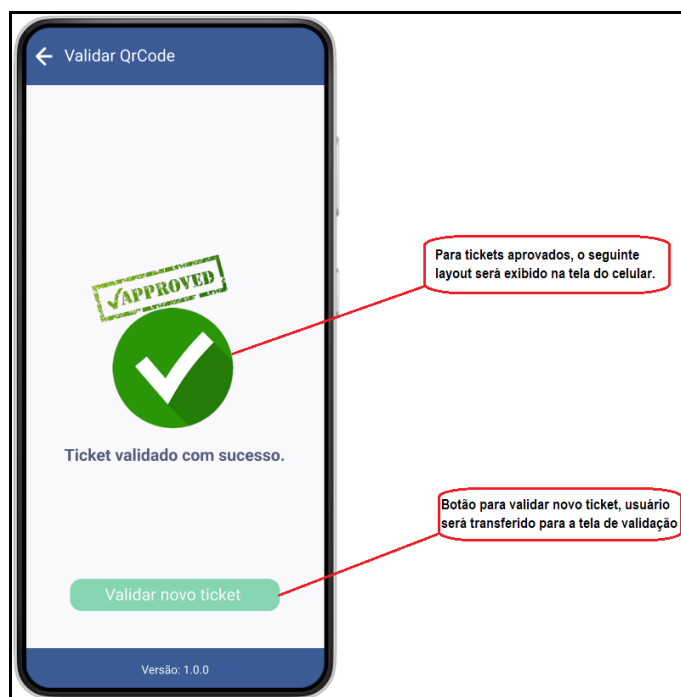 Validar QrCode
Para tickets aprovados, o seguinte
layout será exibido na tela do celular.
APPROVED
Ticket validado com sucesso.
Botão para validar novo ticket, usuário
será transferido para a tela de validação
Validar novo ticket
Versão: 1.0.0